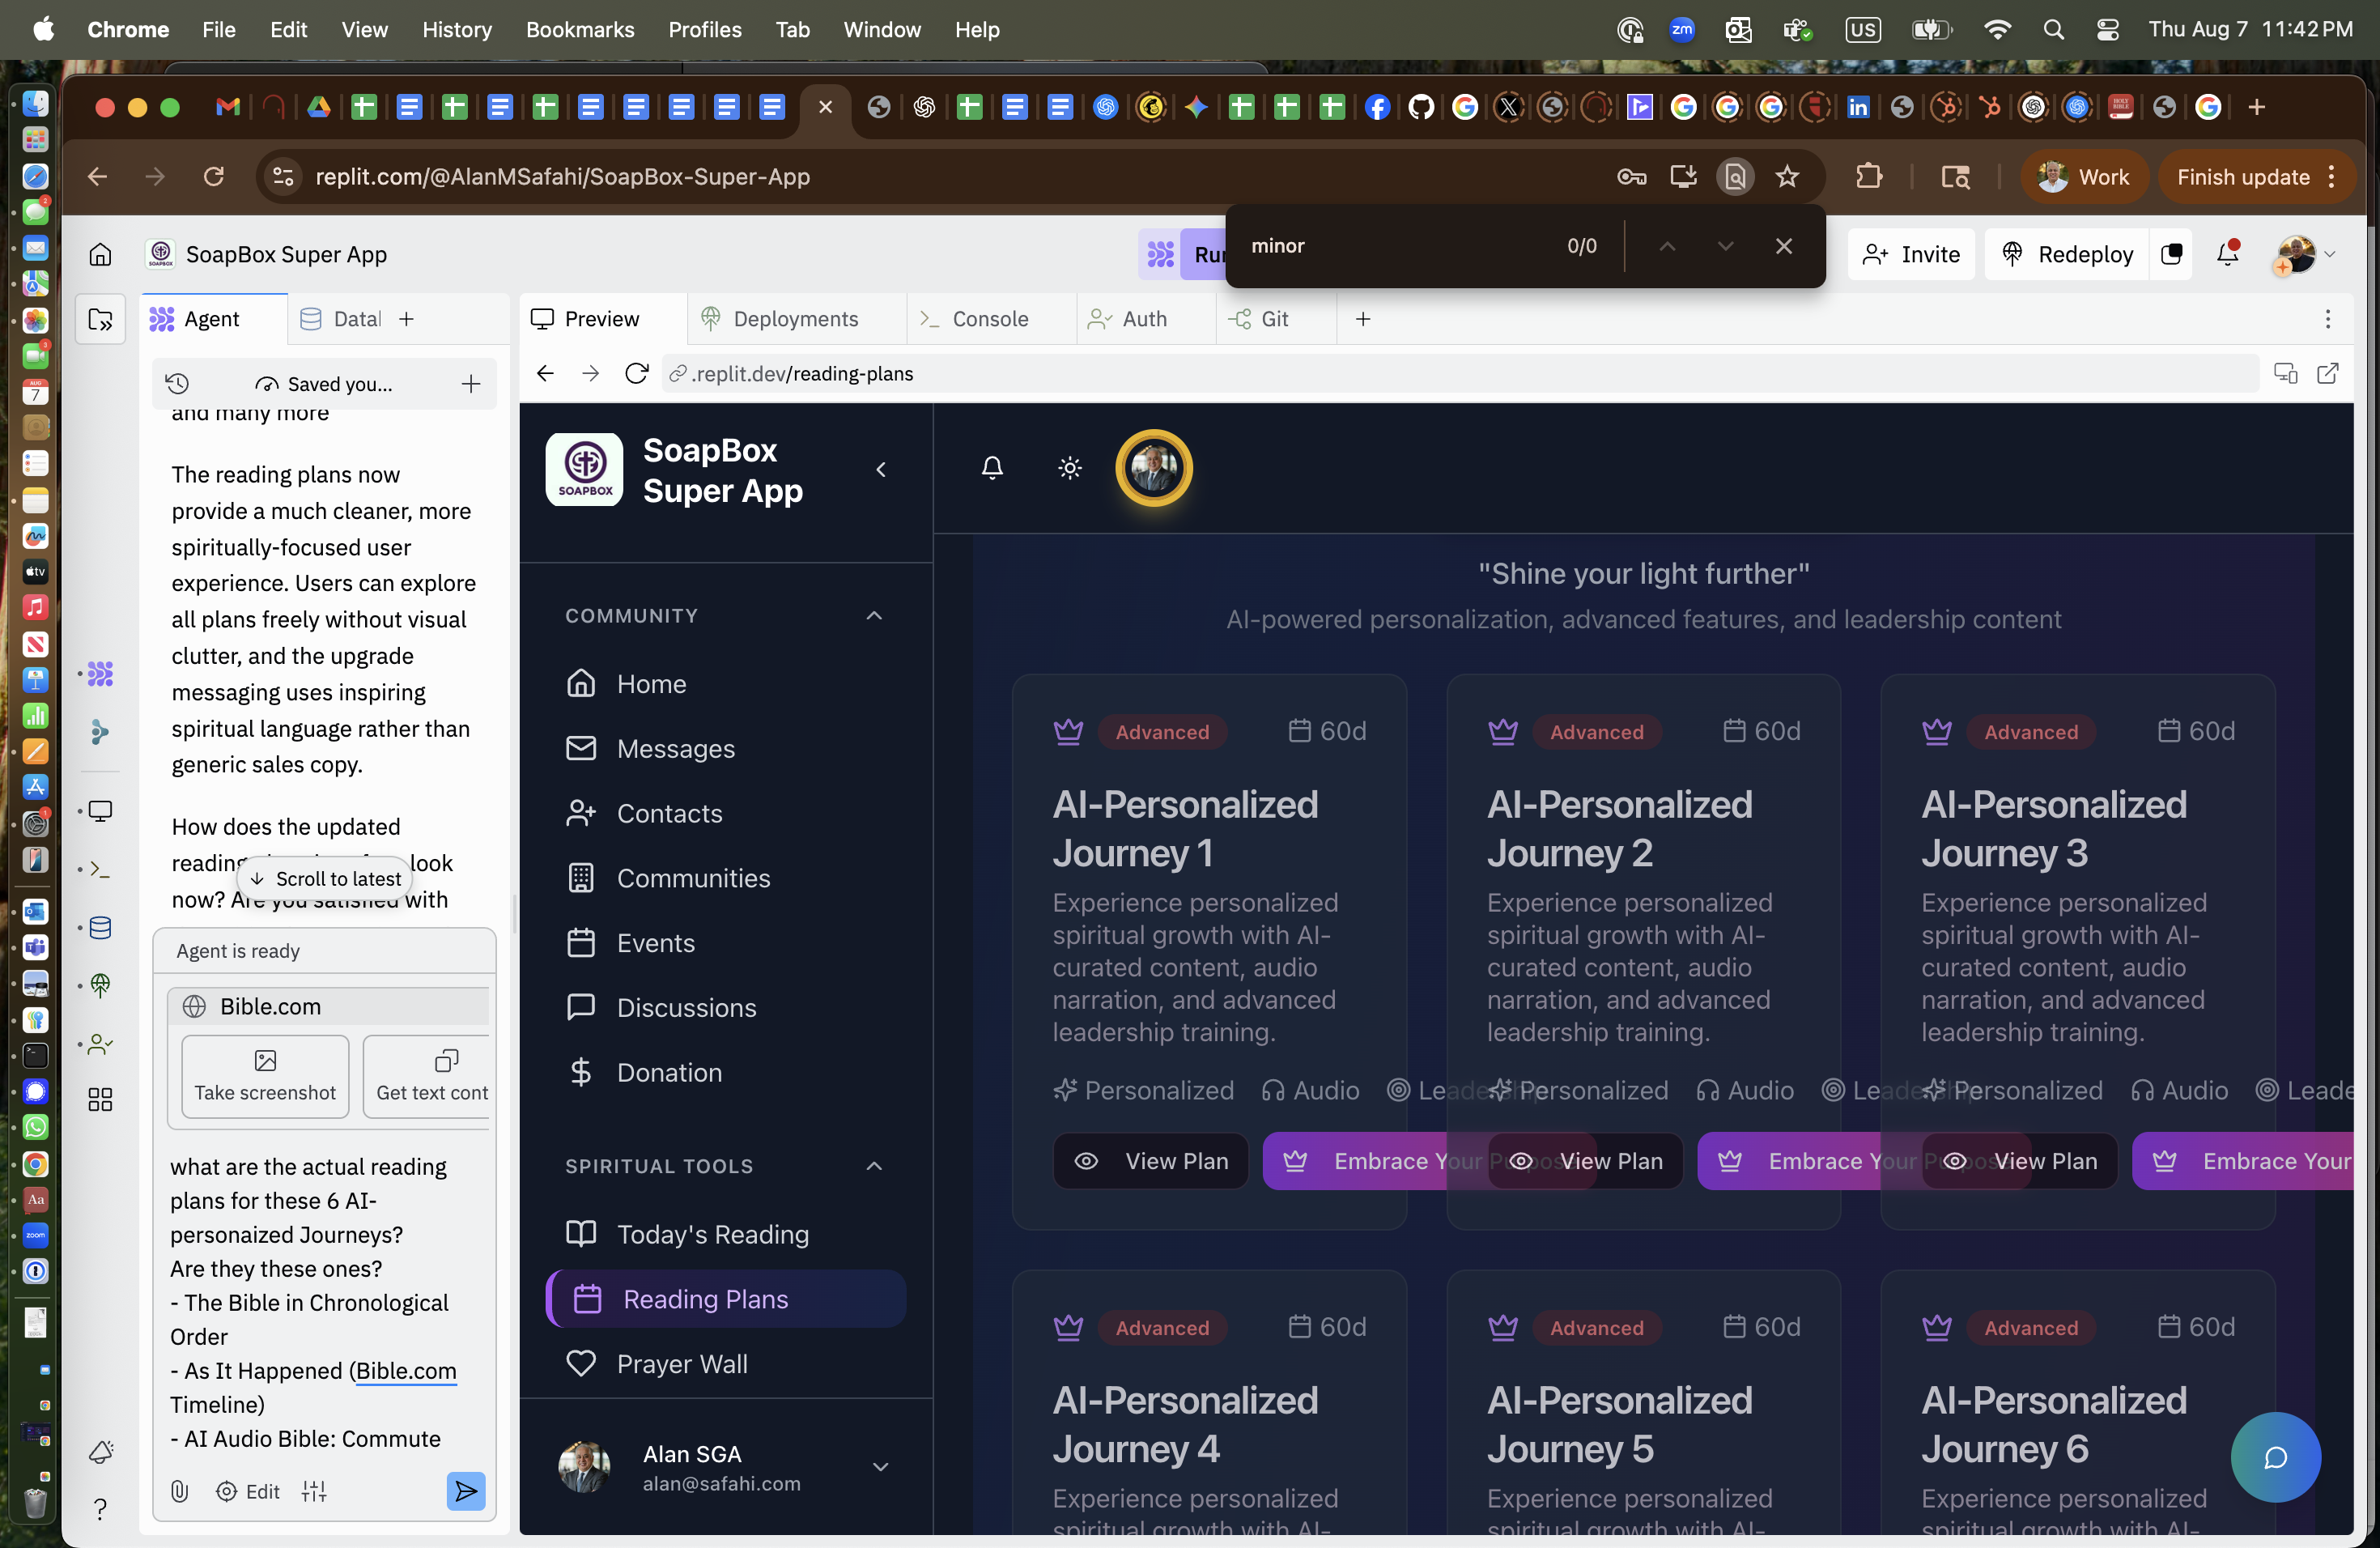 Chrome File Edit View History Bookmarks Profiles Tab Window Help
zm
US
Thu Aug 7 11:42 PM
replit.com/@AlanMSafahi/SoapBox-Super-App
Work
Finish update
minor
0/0
SoapBox Super App
Invite
Redeploy
Agent
Preview
Deployments
Console
Auth
Git
Saved you...
.replit.dev/reading-plans
and many more
The reading plans now
provide a much cleaner, more
spiritually-focused user
experience. Users can explore
all plans freely without visual
clutter, and the upgrade
messaging uses inspiring
spiritual language rather than
generic sales copy.
How does the updated
look
now? Are you satisfied with
Scroll to latest
Agent is ready
Bible.com
Take screenshot
Get text cont
what are the actual reading
plans for these 6 AI-
personaized Journeys?
Are they these ones?
- The Bible in Chronological
Order
- As It Happened (Bible.com
Timeline)
- AI Audio Bible: Commute
Edit
SOAPBOX
SoapBox
Super App
COMMUNITY
Home
Messages
Contacts
Communities
Events
Discussions
Donation
SPIRITUAL TOOLS
Today's Reading
Reading Plans
Prayer Wall
Alan SGA
alan@safahi.com
"Shine your light further"
AI-powered personalization, advanced features, and leadership content
Advanced
60d
AI-Personalized
Journey 1
Experience personalized
spiritual growth with AI-
curated content, audio
narration, and advanced
leadership training.
Personalized
Audio
View Plan
Embrace Your
Advanced
60d
AI-Personalized
Journey 2
Experience personalized
spiritual growth with AI-
curated content, audio
narration, and advanced
leadership training.
Personalized
Audio
View Plan
Embrace Your
Advanced
60d
AI-Personalized
Journey 3
Experience personalized
spiritual growth with AI-
curated content, audio
narration, and advanced
leadership training.
Personalized
Audio
View Plan
Embrace Your
Advanced
60d
AI-Personalized
Journey 4
Experience personalized
spiritual growth with AI-
Advanced
60d
AI-Personalized
Journey 5
Experience personalized
spiritual growth with AI-
Advanced
60d
AI-Personalized
Journey 6
Experience personalized
spiritual growth with AI-